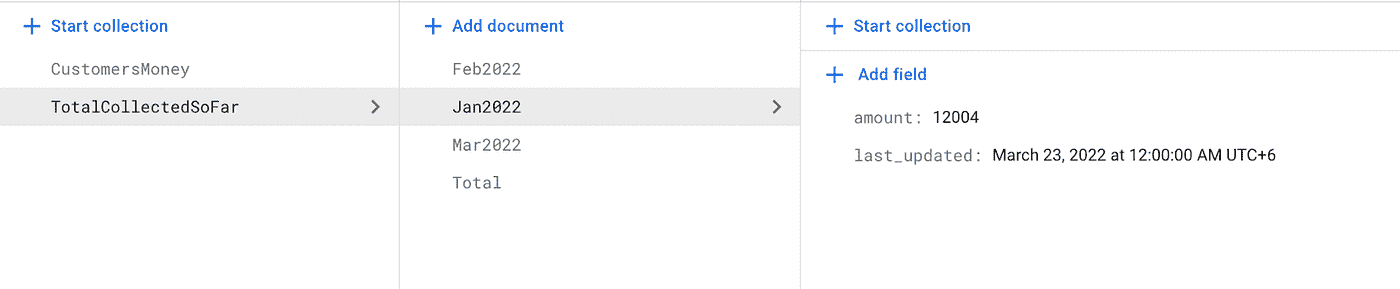 + Start collection
CustomersMoney
TotalCollectedSoFar
+ Add document
Feb2022
Jan2022
Mar2022
Total
+ Start collection
+ Add field
amount: 12004
last_updated: March 23, 2022 at 12:00:00 AM UTC+6